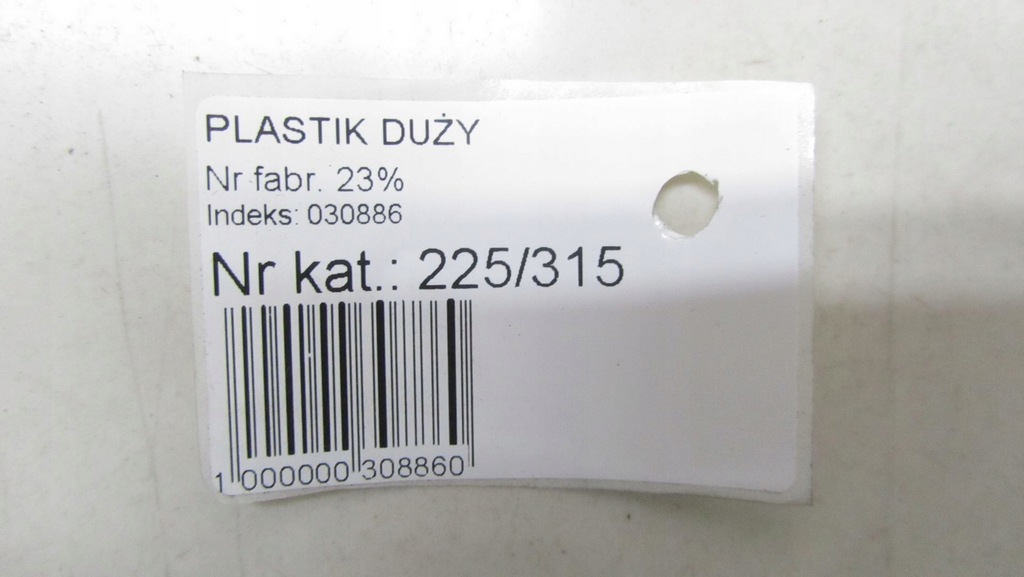 PLASTIK DUŻY
Nr fabr. 23%
Indeks: 030886
Nr kat.: 225/315
1 000000 308860